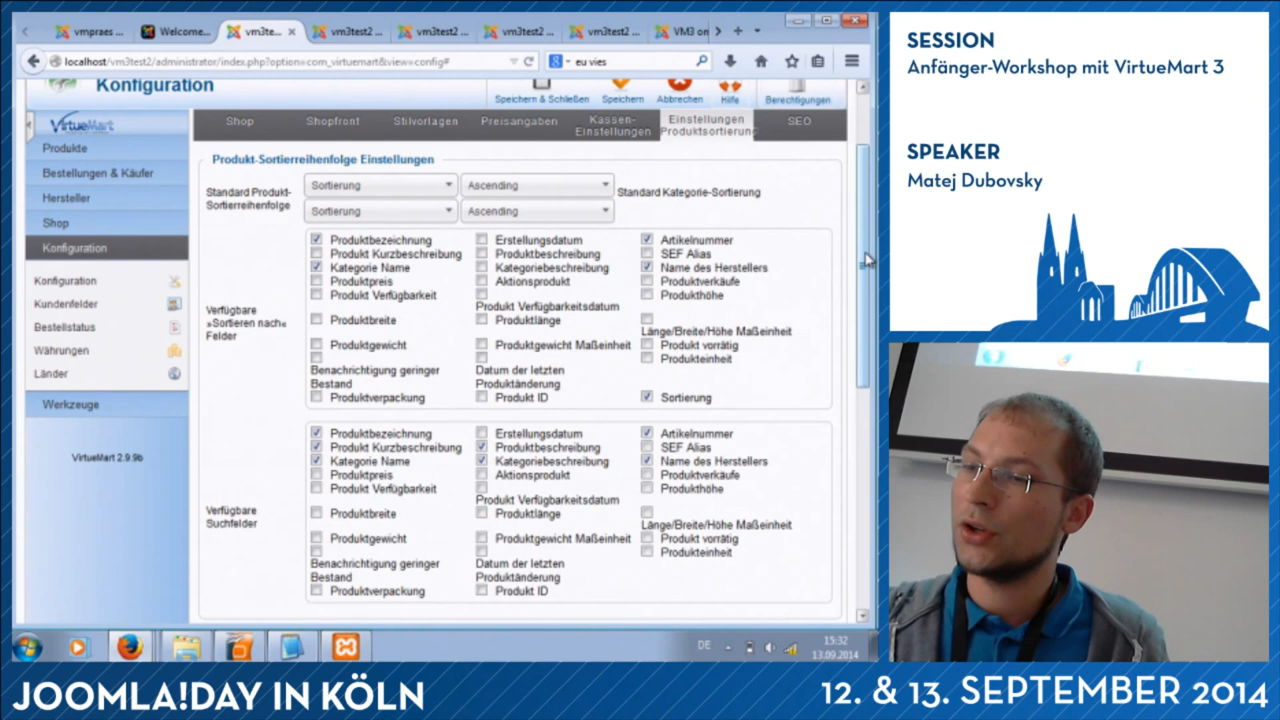 vmpraes ...
Welcome...
vm3te...
vm3test2 ...
vm3test2 ...
vm3test2 ...
vm3test2 ...
VM3 on
localhost/vm3test2/administrator/index.php?option=com_virtuemart&view=config#
eu vies
Konfiguration
Speichern & Schließen
Speichern
Abbrechen
Hilfe
Berechtigungen
VirtueMart
Produkte
Bestellungen & Käufer
Hersteller
Shop
Konfiguration
Konfiguration
Kundenfelder
Bestellstatus
Währungen
Länder
Werkzeuge
VirtueMart 2.9.9b
Shop
Shopfront
Stilvorlagen
Preisangaben
Kassen-
Einstellungen
Einstellungen
Produktsortierung
SEO
Produkt-Sortierreihenfolge Einstellungen
Standard Produkt-
Sortierreihenfolge
Sortierung
Ascending
Standard Kategorie-Sortierung
Sortierung
Ascending
Verfügbare
»Sortieren nach«
Felder
Produktbezeichnung
Erstellungsdatum
Artikelnummer
Produkt Kurzbeschreibung
Produktbeschreibung
SEF Alias
Kategorie Name
Kategoriebeschreibung
Name des Herstellers
Produktpreis
Aktionsprodukt
Produktverkäufe
Produkt Verfügbarkeit
Produkt Verfügbarkeitsdatum
Produkthöhe
Produktbreite
Produktlänge
Länge/Breite/Höhe Maßeinheit
Produktgewicht
Produktgewicht Maßeinheit
Produkt vorrätig
Produkteinheit
Benachrichtigung geringer
Bestand
Datum der letzten
Produktänderung
Produktverpackung
Produkt ID
Sortierung
Verfügbare
Suchfelder
Produktbezeichnung
Erstellungsdatum
Artikelnummer
Produkt Kurzbeschreibung
Produktbeschreibung
SEF Alias
Kategorie Name
Kategoriebeschreibung
Name des Herstellers
Produktpreis
Aktionsprodukt
Produktverkäufe
Produkt Verfügbarkeit
Produkt Verfügbarkeitsdatum
Produkthöhe
Produktbreite
Produktlänge
Länge/Breite/Höhe Maßeinheit
Produktgewicht
Produktgewicht Maßeinheit
Produkt vorrätig
Produkteinheit
Benachrichtigung geringer
Bestand
Datum der letzten
Produktänderung
Produktverpackung
Produkt ID
DE
15:32
13.09.2014
SESSION
Anfänger-Workshop mit VirtueMart 3
SPEAKER
Matej Dubovsky
JOOMLA!DAY IN KÖLN
12. & 13. SEPTEMBER 2014